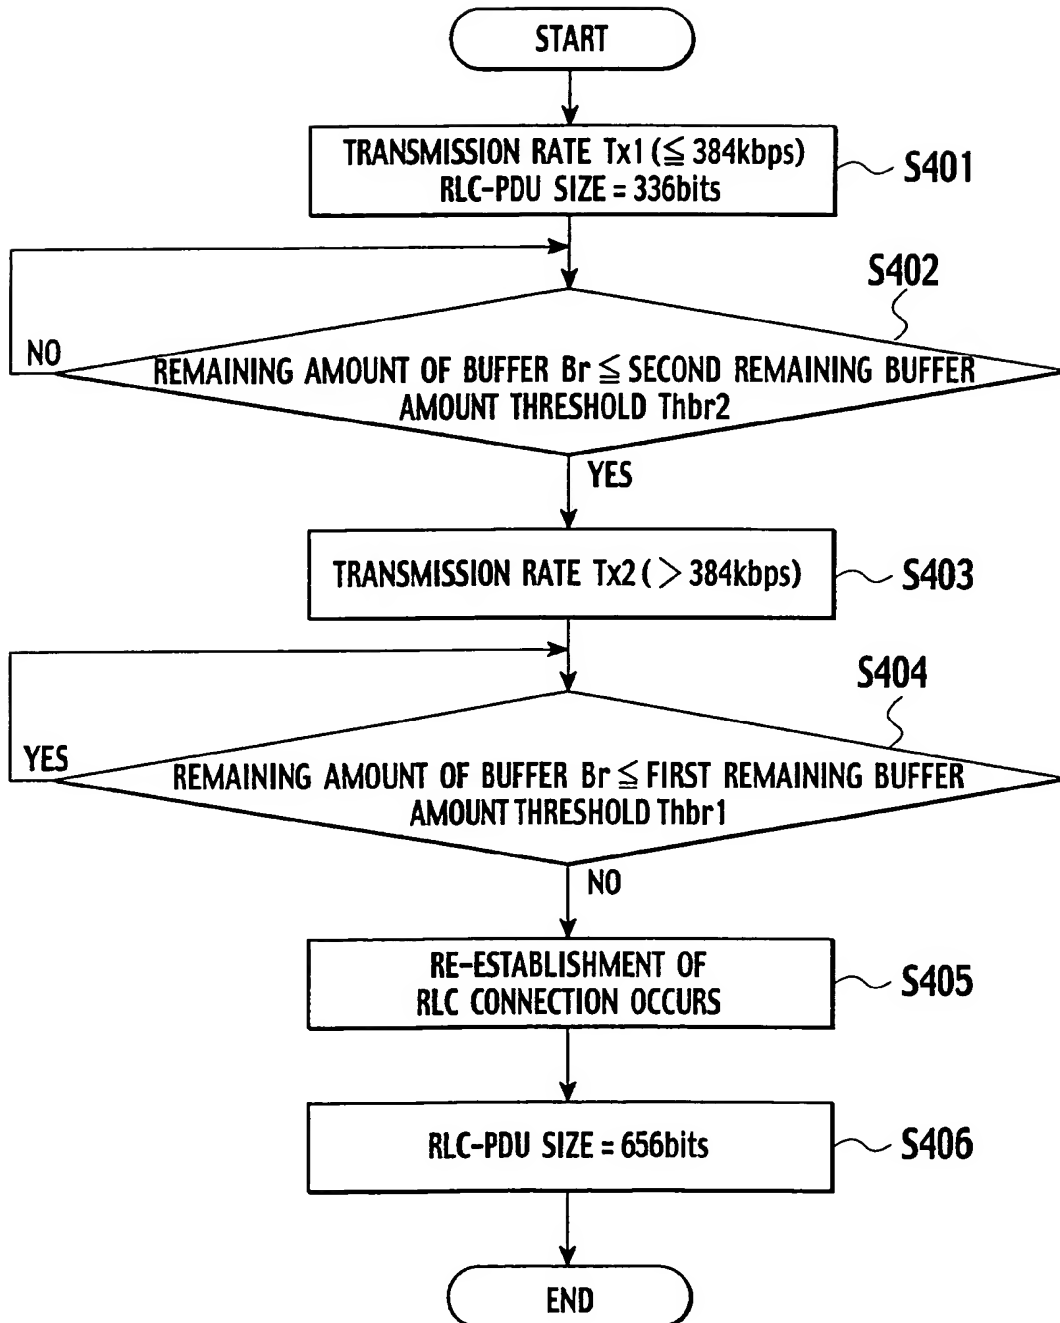 START
TRANSMISSION RATE Tx1 (≦ 384kbps)
RLC-PDU SIZE = 336bits
S401
S402
NO
REMAINING AMOUNT OF BUFFER Br ≦ SECOND REMAINING BUFFER
AMOUNT THRESHOLD Thbr2
YES
TRANSMISSION RATE Tx2 ( > 384kbps)
S403
S404
YES
REMAINING AMOUNT OF BUFFER Br ≦ FIRST REMAINING BUFFER
AMOUNT THRESHOLD Thbr1
NO
RE-ESTABLISHMENT OF
RLC CONNECTION OCCURS
S405
RLC-PDU SIZE = 656bits
S406
END